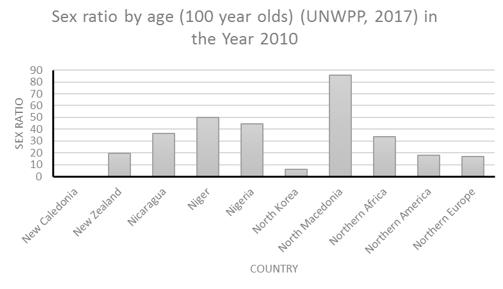 Sex ratio by age (100 year olds) (UNWPP, 2017) in
the Year 2010
SEX RATIO
90
80
70
60
50
40
30
20
10
0
New Caledonia
New Zealand
Nicaragua
Niger
Nigeria
North Korea
North Macedonia
Northern Africa
Northern America
Northern Europe
COUNTRY